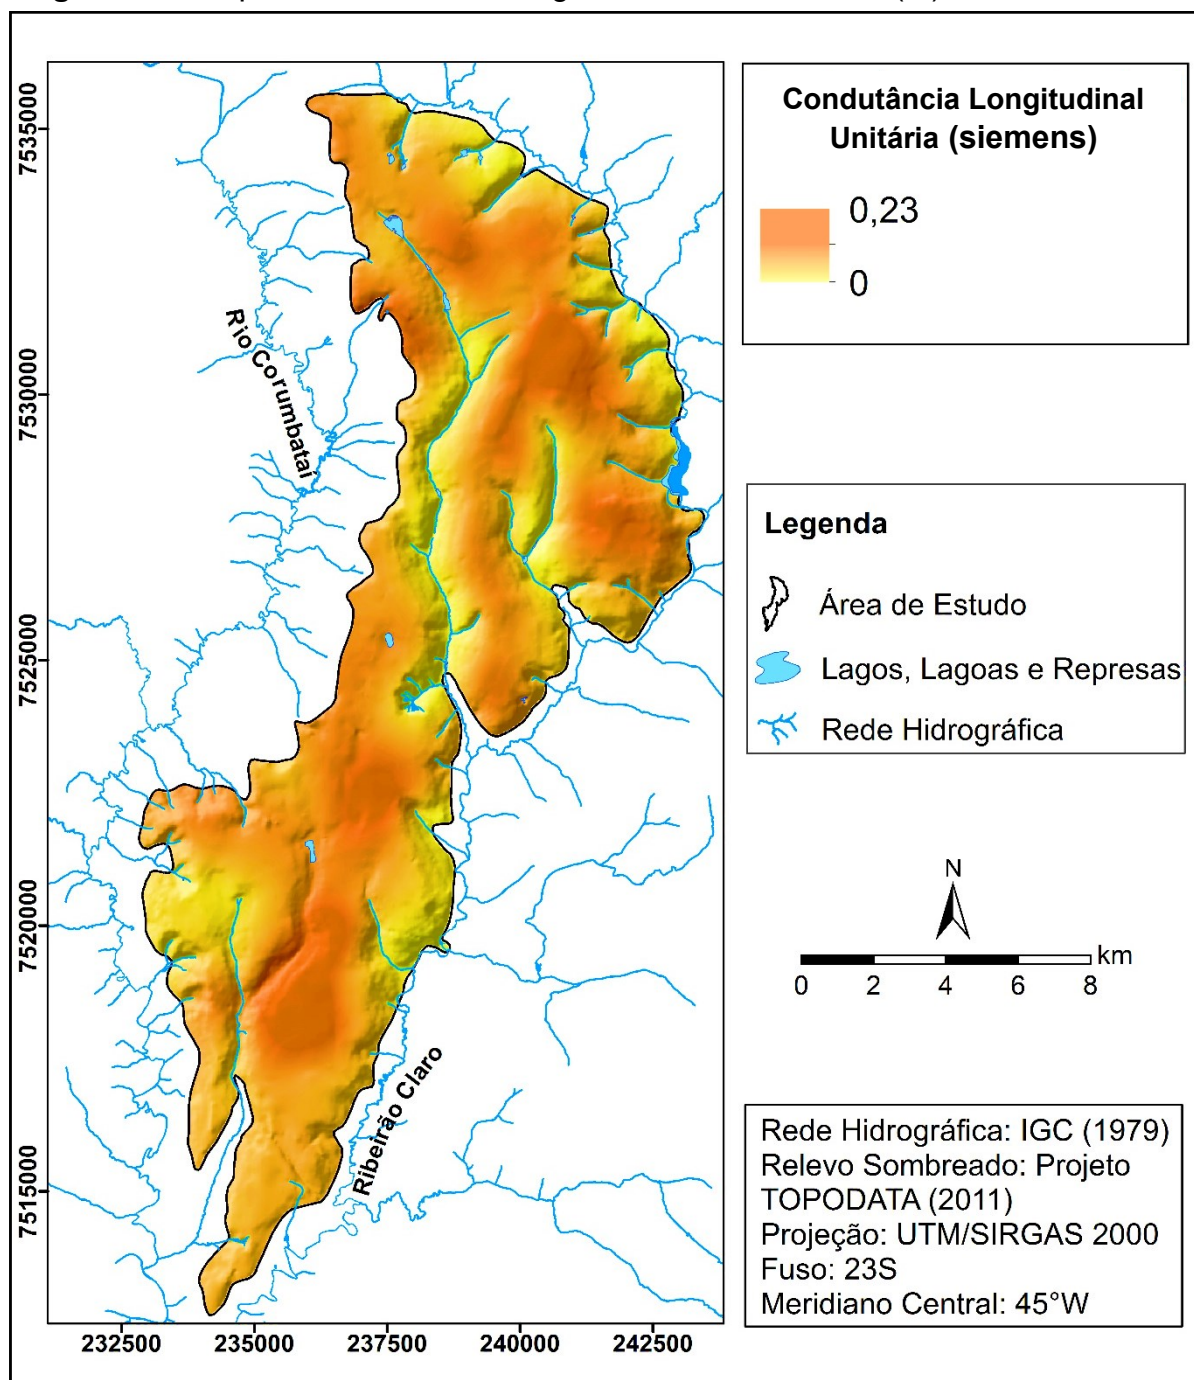 Condutância Longitudinal
Unitária (siemens)
0,23
0
Legenda
Área de Estudo
Lagos, Lagoas e Represas
Rede Hidrográfica
N
km
0 2 4 6 8
Rede Hidrográfica: IGC (1979)
Relevo Sombreado: Projeto
TOPODATA (2011)
Projeção: UTM/SIRGAS 2000
Fuso: 23S
Meridiano Central: 45°W
Rio Corumbataí
Ribeirão Claro
7535000
7530000
7525000
7520000
7515000
232500 235000 237500 240000 242500